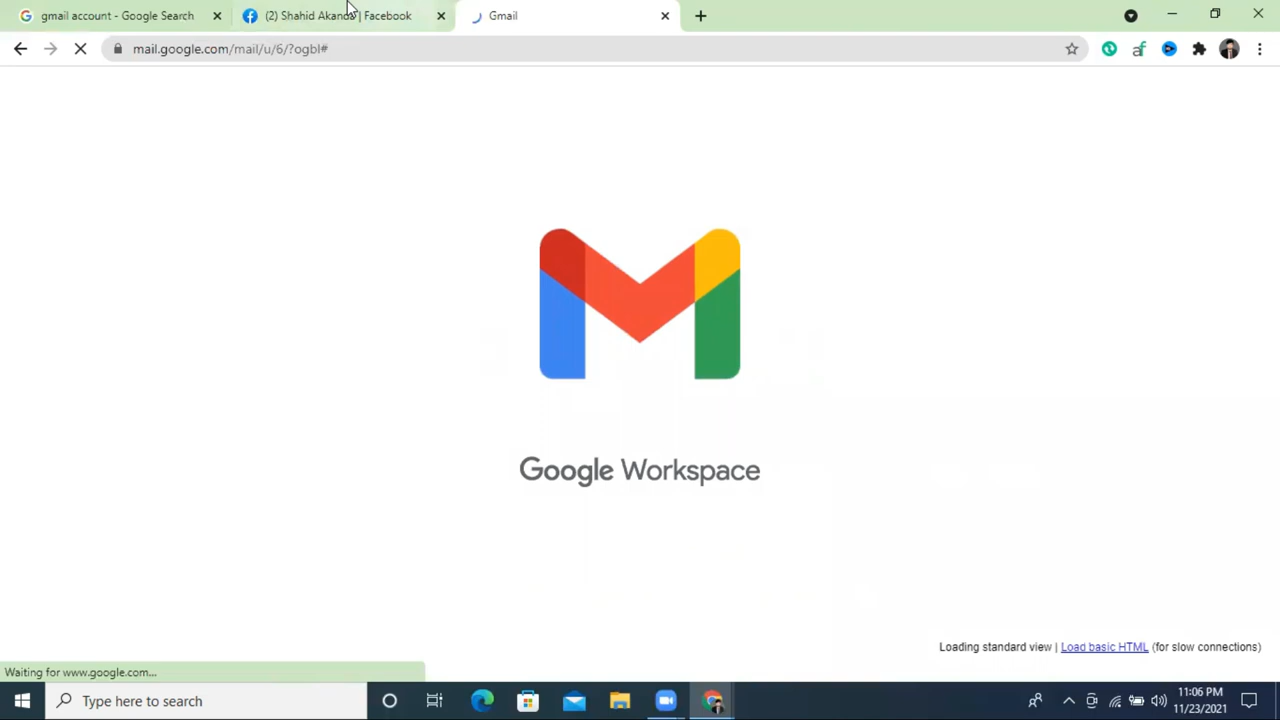 gmail account - Google Search
(2) Shahid Akanda | Facebook
Gmail
mail.google.com/mail/u/6/?ogbl#
Google Workspace
Loading standard view | Load basic HTML (for slow connections)
Waiting for www.google.com...
Type here to search
11:06 PM
11/23/2021